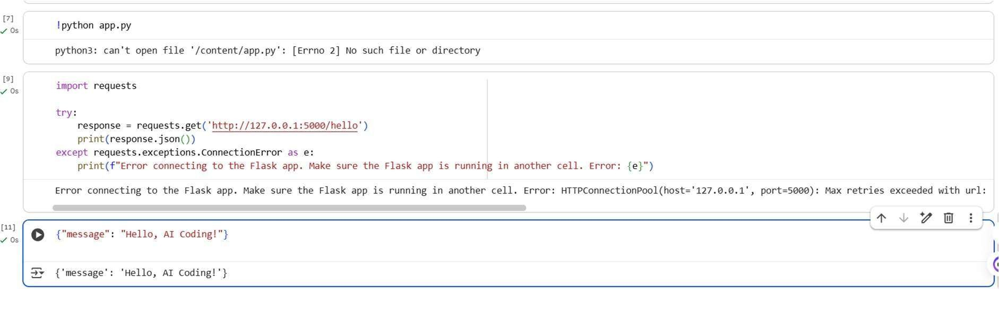 [7]
0s
!python app.py
python3: can't open file '/content/app.py': [Errno 2] No such file or directory
[9]
0s
import requests
try:
    response = requests.get('http://127.0.0.1:5000/hello')
    print(response.json())
except requests.exceptions.ConnectionError as e:
    print(f"Error connecting to the Flask app. Make sure the Flask app is running in another cell. Error: {e}")
Error connecting to the Flask app. Make sure the Flask app is running in another cell. Error: HTTPConnectionPool(host='127.0.0.1', port=5000): Max retries exceeded with url:
[11]
0s
{"message": "Hello, AI Coding!"}
{'message': 'Hello, AI Coding!'}